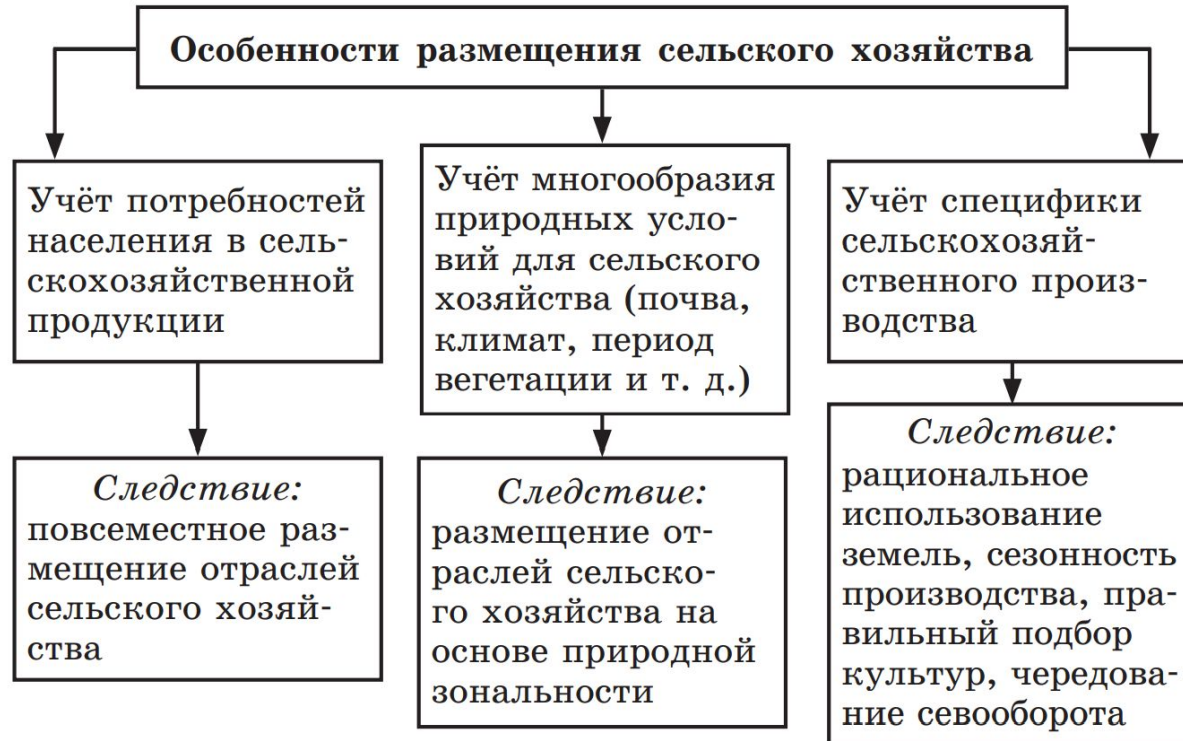 Особенности размещения сельского хозяйства
Учёт потребностей
населения в сель-
скохозяйственной
продукции
Учёт многообразия
природных усло-
вий для сельского
хозяйства (почва,
климат, период
вегетации и т. д.)
Учёт специфики
сельскохозяй-
ственного произ-
водства
Следствие:
повсеместное раз-
мещение отраслей
сельского хозяй-
ства
Следствие:
размещение от-
раслей сельско-
го хозяйства на
основе природной
зональности
Следствие:
рациональное
использование
земель, сезонность
производства, пра-
вильный подбор
культур, чередова-
ние севооборота